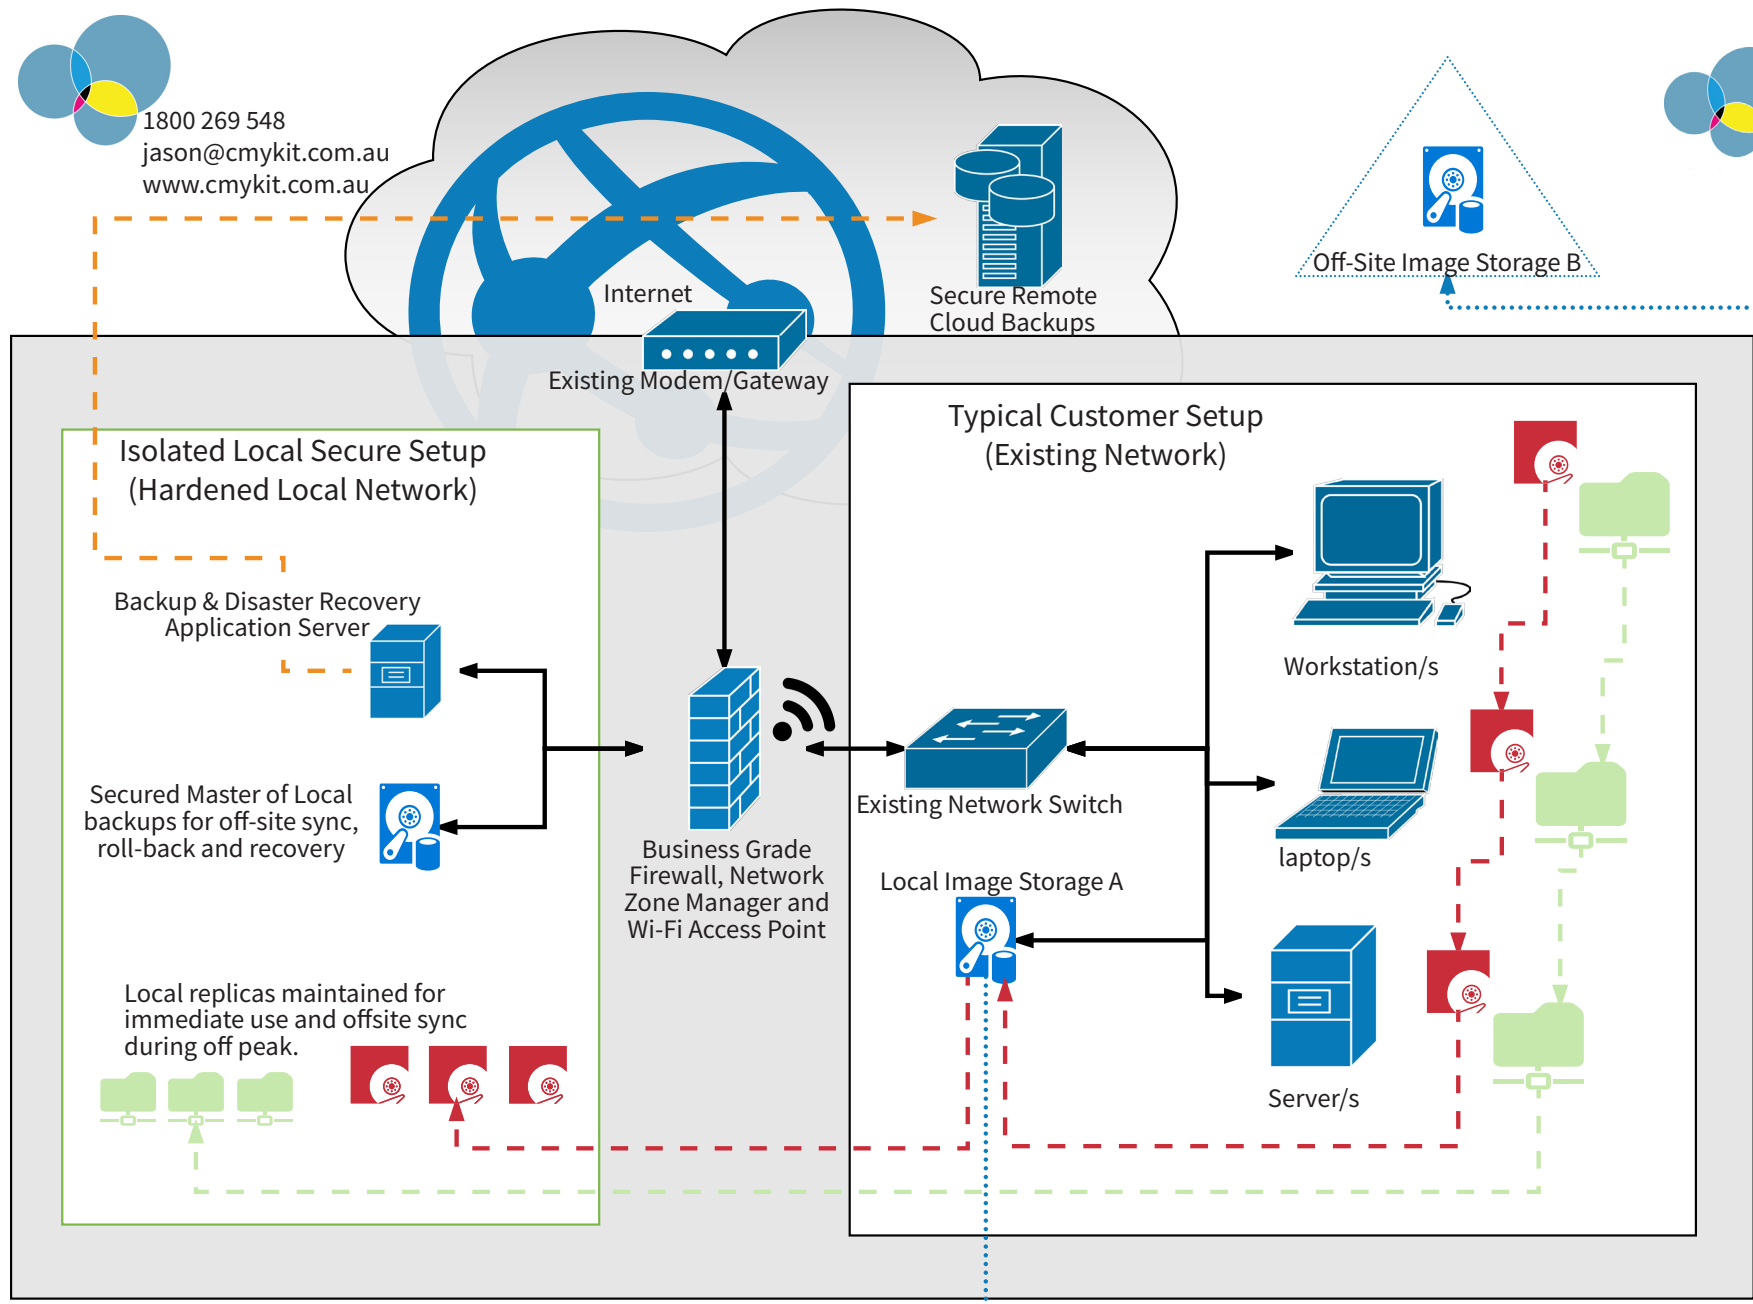 1800 269 548
jason@cmykit.com.au
www.cmykit.com.au
Internet
Secure Remote
Cloud Backups
Off-Site Image Storage B
Existing Modem/Gateway
Isolated Local Secure Setup
(Hardened Local Network)
Typical Customer Setup
(Existing Network)
Backup & Disaster Recovery
Application Server
Workstation/s
Secured Master of Local
backups for off-site sync,
roll-back and recovery
Existing Network Switch
Business Grade
Firewall, Network
Zone Manager and
Wi-Fi Access Point
laptop/s
Local Image Storage A
Local replicas maintained for
immediate use and offsite sync
during off peak.
Server/s